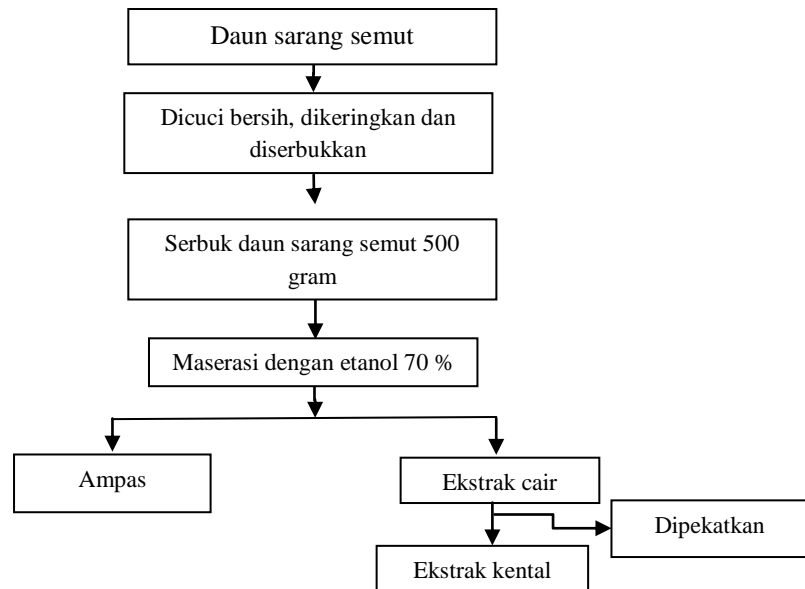 Daun sarang semut
Dicuci bersih, dikeringkan dan
diserbukkan
Serbuk daun sarang semut 500
gram
Maserasi dengan etanol 70 %
Ampas
Ekstrak cair
Dipekatkan
Ekstrak kental